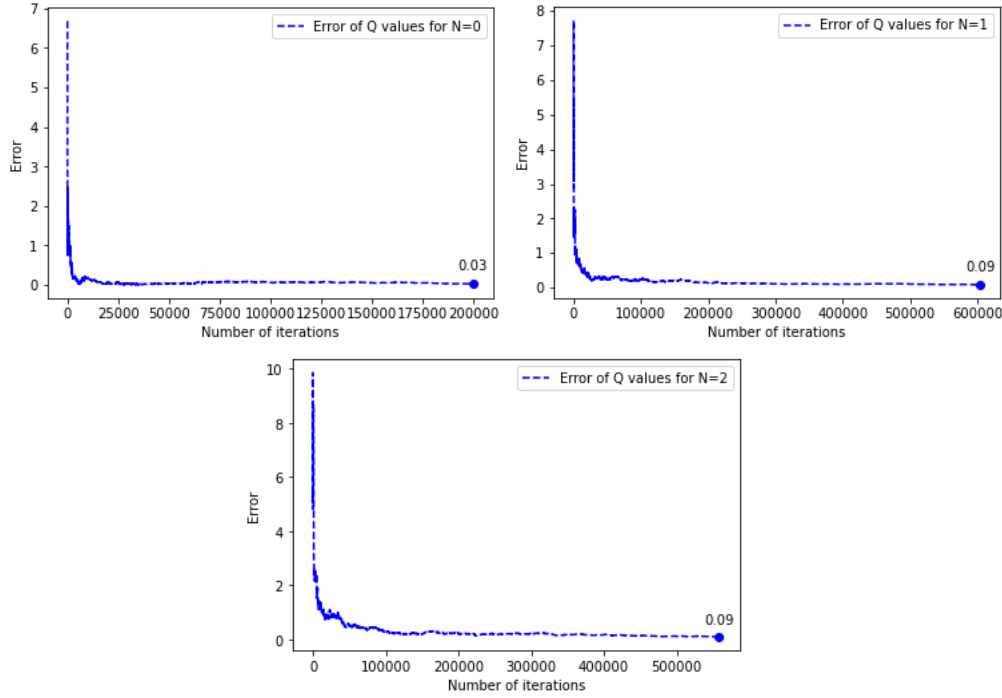 7
6
5
4
3
2
1
0
Error
Error of Q values for N=0
0.03
0 25000 50000 75000 100000 125000 150000 175000 200000
Number of iterations
8
7
6
5
4
3
2
1
0
Error
Error of Q values for N=1
0.09
0 100000 200000 300000 400000 500000 600000
Number of iterations
10
8
6
4
2
0
Error
Error of Q values for N=2
0.09
0 100000 200000 300000 400000 500000
Number of iterations